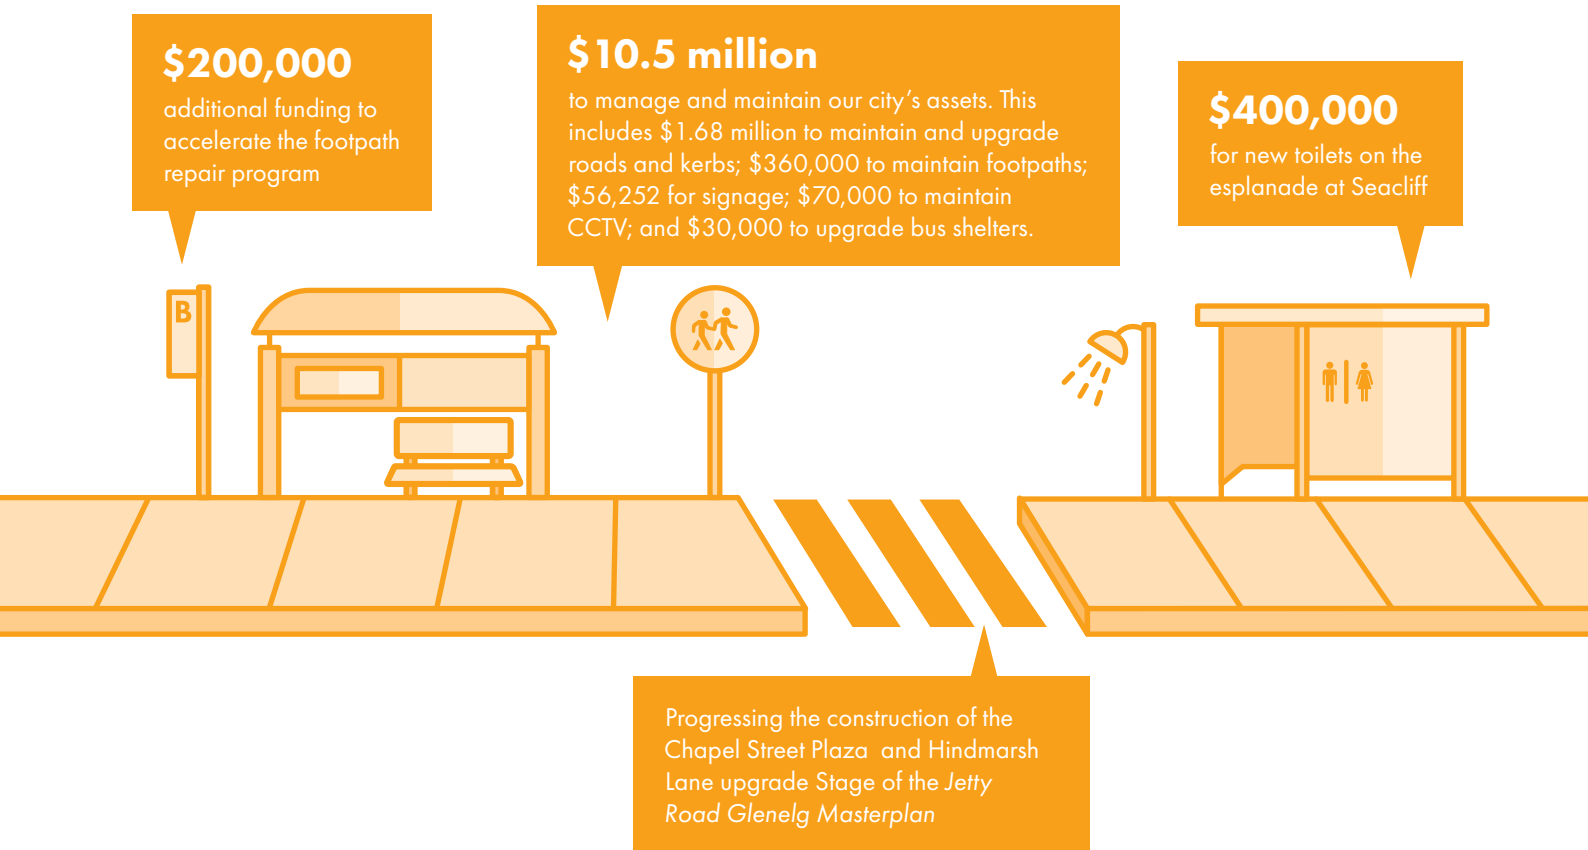 $200,000
additional funding to
accelerate the footpath
repair program
$10.5 million
to manage and maintain our city’s assets. This
includes $1.68 million to maintain and upgrade
roads and kerbs; $360,000 to maintain footpaths;
$56,252 for signage; $70,000 to maintain
CCTV; and $30,000 to upgrade bus shelters.
$400,000
for new toilets on the
esplanade at Seacliff
B
Progressing the construction of the
Chapel Street Plaza  and Hindmarsh
Lane upgrade Stage of the Jetty
Road Glenelg Masterplan